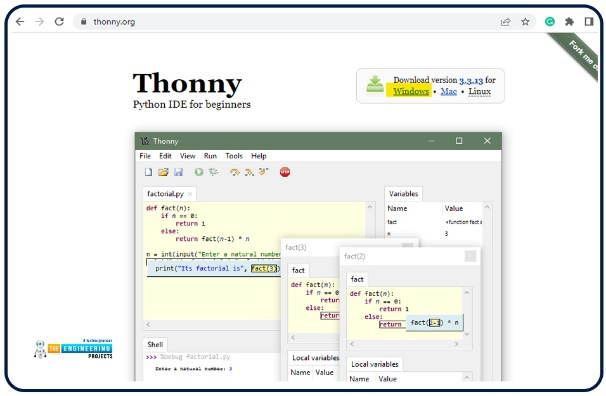 thonny.org
Fork me o
Thonny
Python IDE for beginners
Download version 3.3.13 for
Windows • Mac • Linux
Thonny
File Edit View Run Tools Help
factorial.py ×
def fact(n):
if n == 0:
return 1
else:
return fact(n-1) * n
n = int(input("Enter a natural number
print("Its factorial is", fact(3))
Variables
Name Value
fact <function fact a
n 3
fact(3)
fact
def fact(n):
if n == 0:
retur
else:
retur
Local variables
Name Value
fact(2)
fact
def fact(n):
if n == 0:
return 1
else:
return fact(2-1) * n
Local variables
Name Value
Shell
>>> %Debug factorial.py
Enter a natural number: 3
THE ENGINEERING
PROJECTS